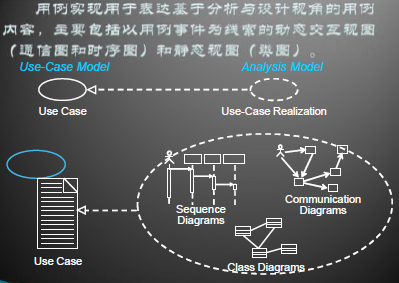 用例实现用于表达基于分析与设计视角的用例
内容，主要包括以用例事件为线索的动态交互视图
（通信图和时序图）和静态视图（类图）。
Use-Case Model
Analysis Model
Use Case
Use-Case Realization
Sequence
Diagrams
Communication
Diagrams
Use Case
Class Diagrams